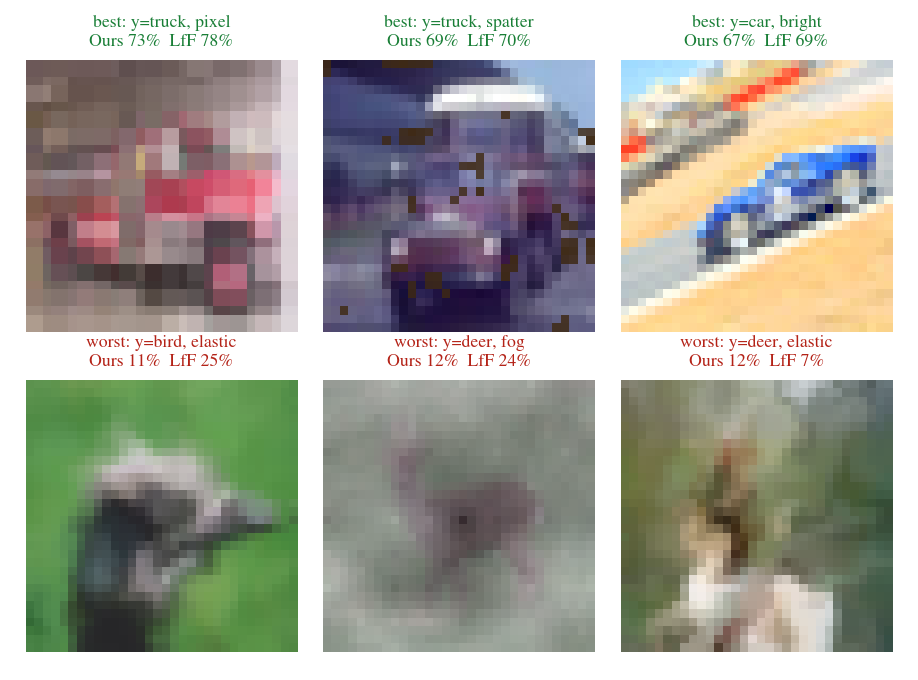 best: y=truck, pixel
Ours 73% LfF 78%
best: y=truck, spatter
Ours 69% LfF 70%
best: y=car, bright
Ours 67% LfF 69%
worst: y=bird, elastic
Ours 11% LfF 25%
worst: y=deer, fog
Ours 12% LfF 24%
worst: y=deer, elastic
Ours 12% LfF 7%